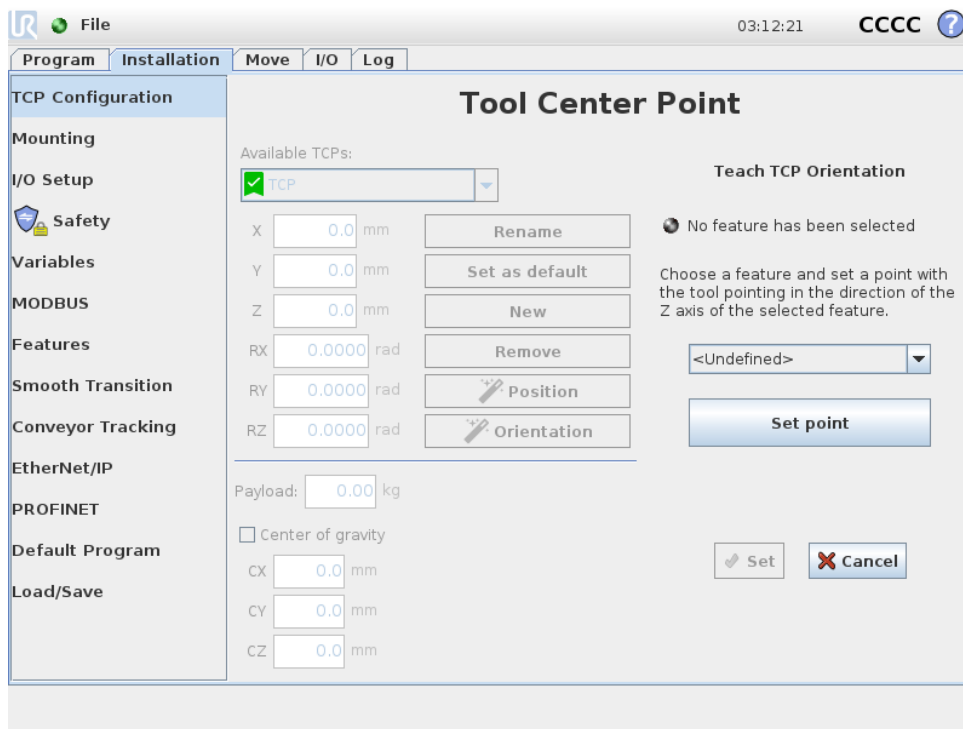 UR File 03:12:21 CCCC ?
Program Installation Move I/O Log
TCP Configuration
Mounting
I/O Setup
Safety
Variables
MODBUS
Features
Smooth Transition
Conveyor Tracking
EtherNet/IP
PROFINET
Default Program
Load/Save
Tool Center Point
Available TCPs:
TCP
X 0.0 mm
Y 0.0 mm
Z 0.0 mm
RX 0.0000 rad
RY 0.0000 rad
RZ 0.0000 rad
Rename
Set as default
New
Remove
Position
Orientation
Payload: 0.00 kg
Center of gravity
CX 0.0 mm
CY 0.0 mm
CZ 0.0 mm
Teach TCP Orientation
No feature has been selected
Choose a feature and set a point with
the tool pointing in the direction of the
Z axis of the selected feature.
<Undefined>
Set point
Set Cancel